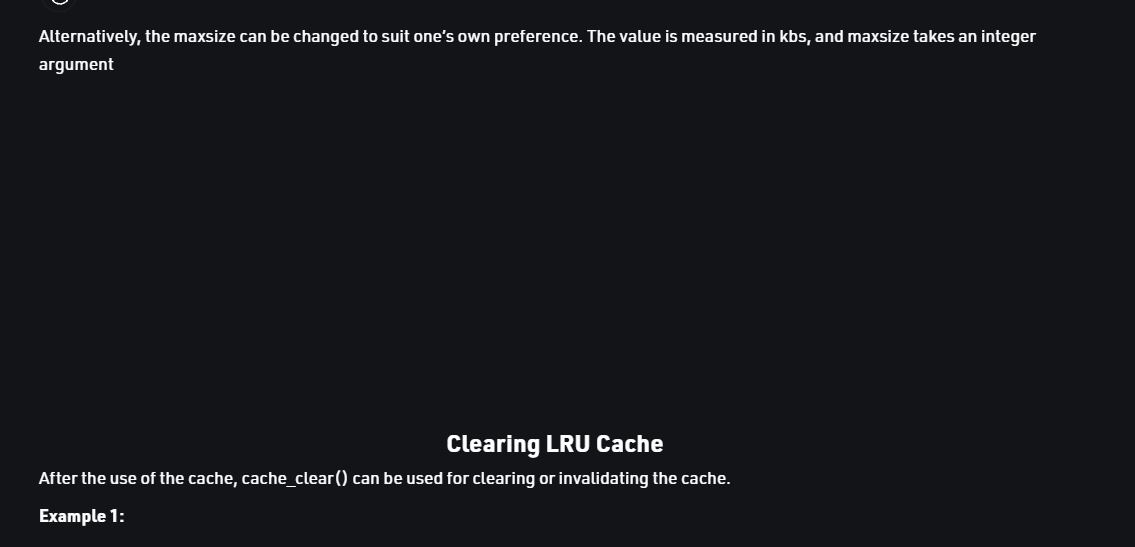 Alternatively, the maxsize can be changed to suit one’s own preference. The value is measured in kbs, and maxsize takes an integer
argument
Clearing LRU Cache
After the use of the cache, cache_clear() can be used for clearing or invalidating the cache.
Example 1: